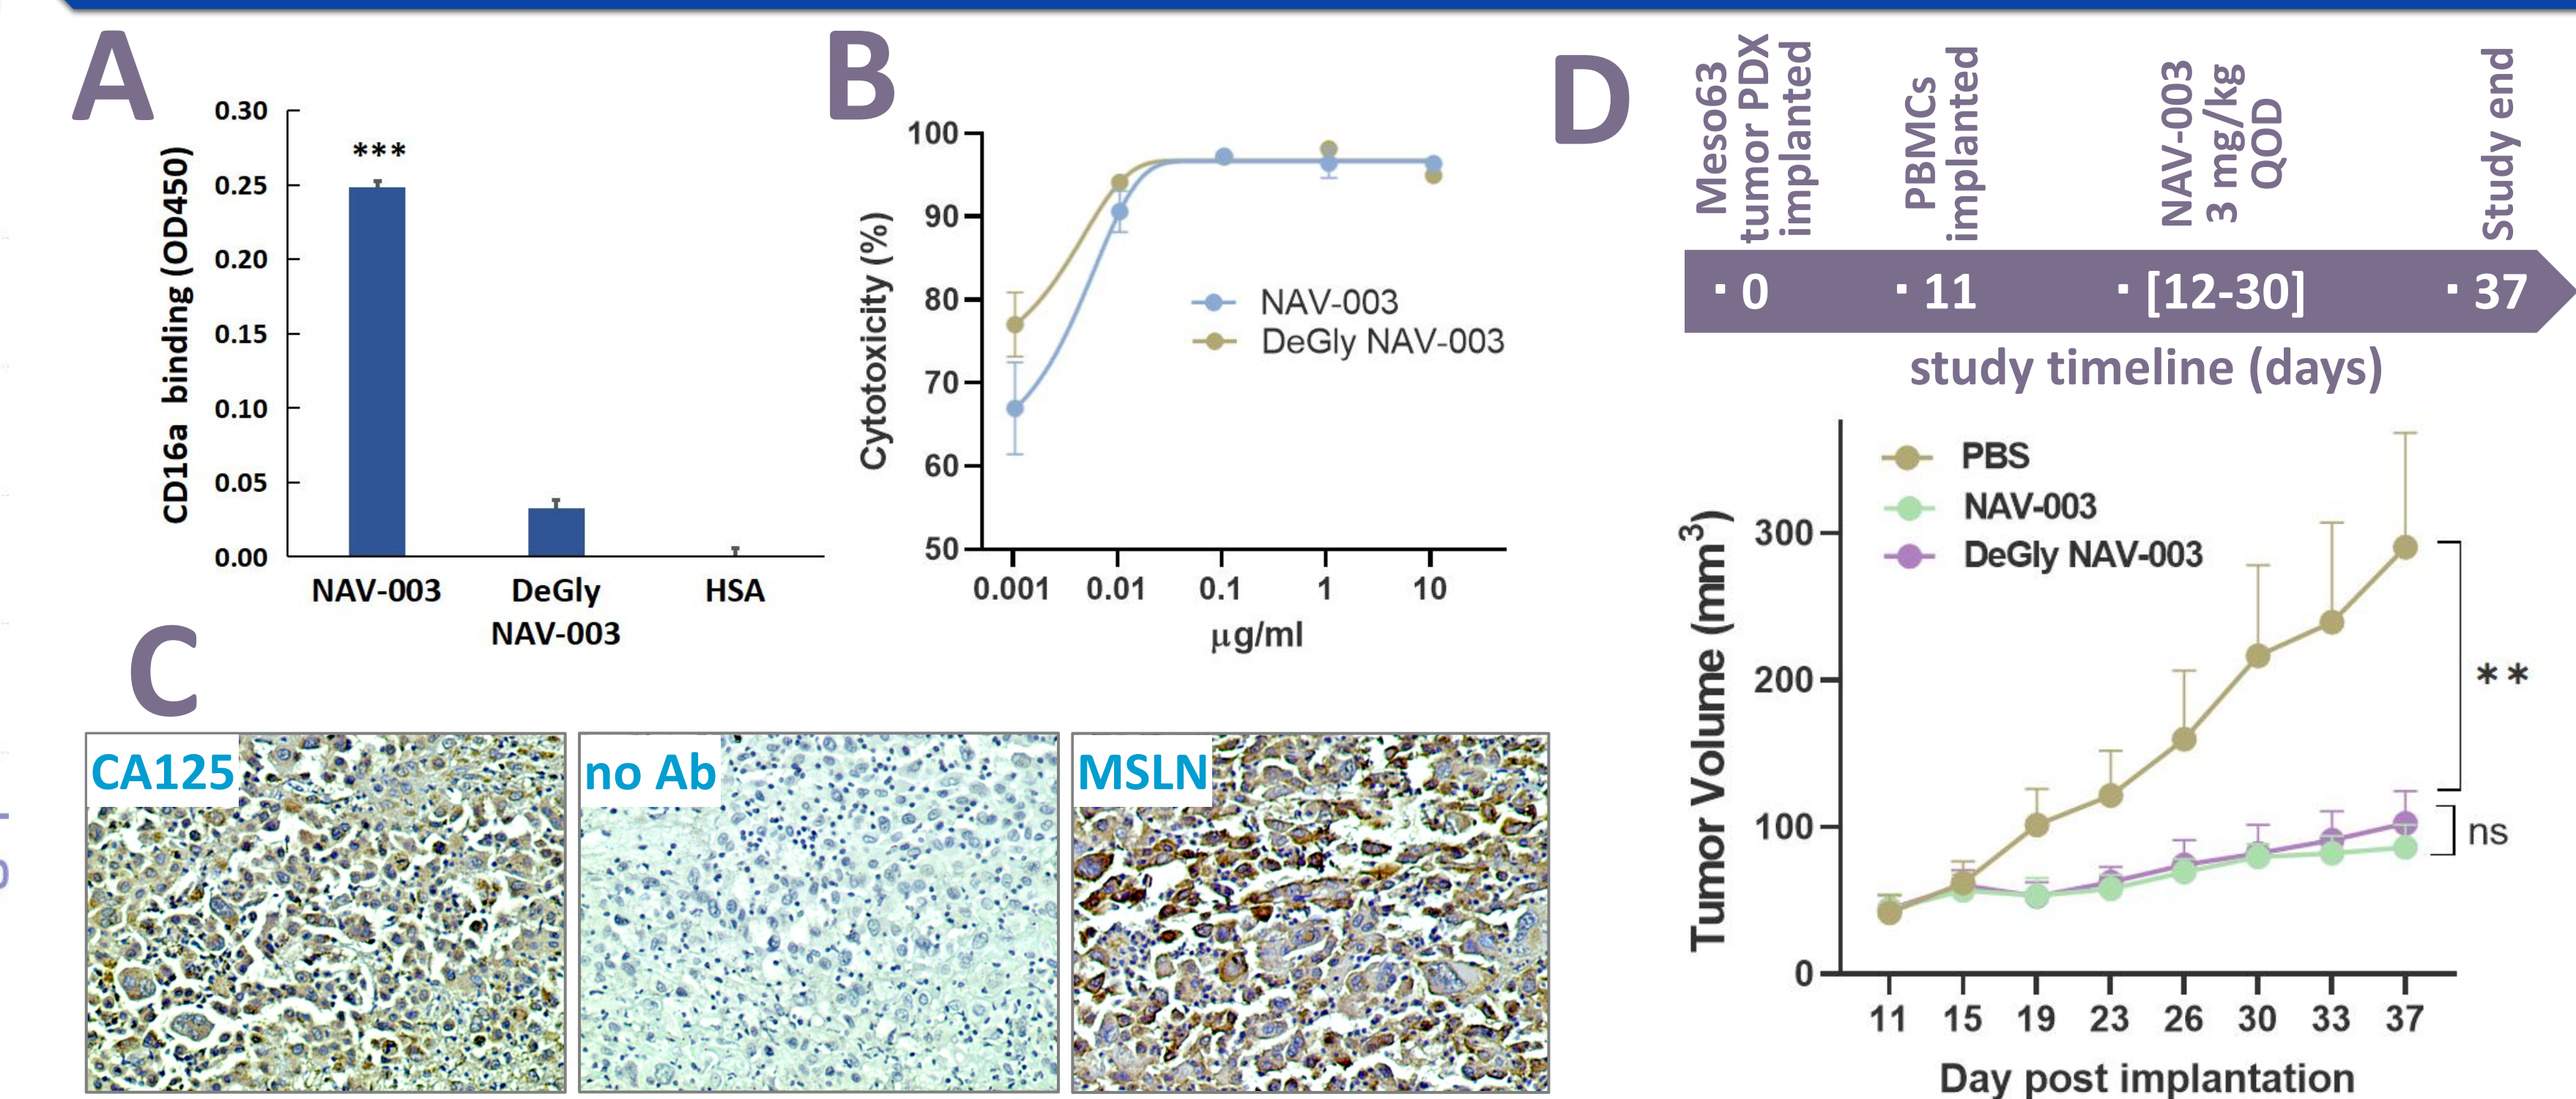 A
0.30
0.25
0.20
0.15
0.10
0.05
0.00
CD16a binding (OD450)
***
NAV-003
DeGly
NAV-003
HSA
B
100
90
80
70
60
50
Cytotoxicity (%)
NAV-003
DeGly NAV-003
0.001 0.01 0.1 1 10
µg/ml
C
CA125
no Ab
MSLN
D
Meso63
tumor PDX
implanted
PBMCs
implanted
NAV-003
3 mg/kg
QOD
Study end
· 0 · 11 · [12-30] · 37
study timeline (days)
PBS
NAV-003
DeGly NAV-003
300
200
100
0
Tumor Volume (mm³)
**
ns
11 15 19 23 26 30 33 37
Day post implantation